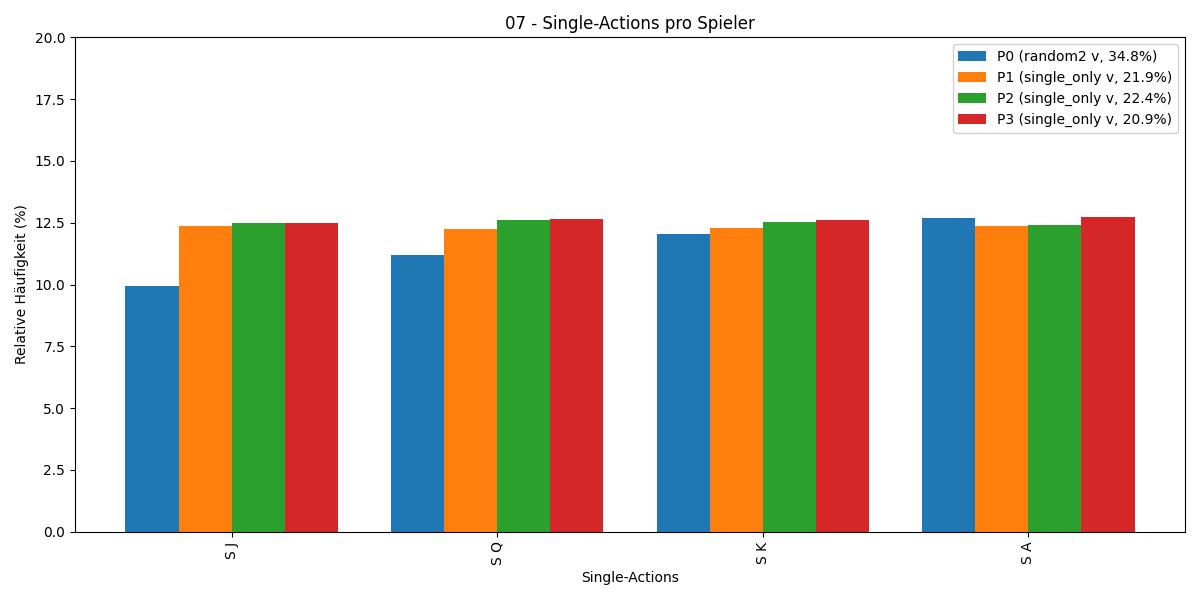 07 - Single-Actions pro Spieler
Relative Häufigkeit (%)
20.0
17.5
15.0
12.5
10.0
7.5
5.0
2.5
0.0
P0 (random2 v, 34.8%)
P1 (single_only v, 21.9%)
P2 (single_only v, 22.4%)
P3 (single_only v, 20.9%)
S J
S Q
S K
S A
Single-Actions